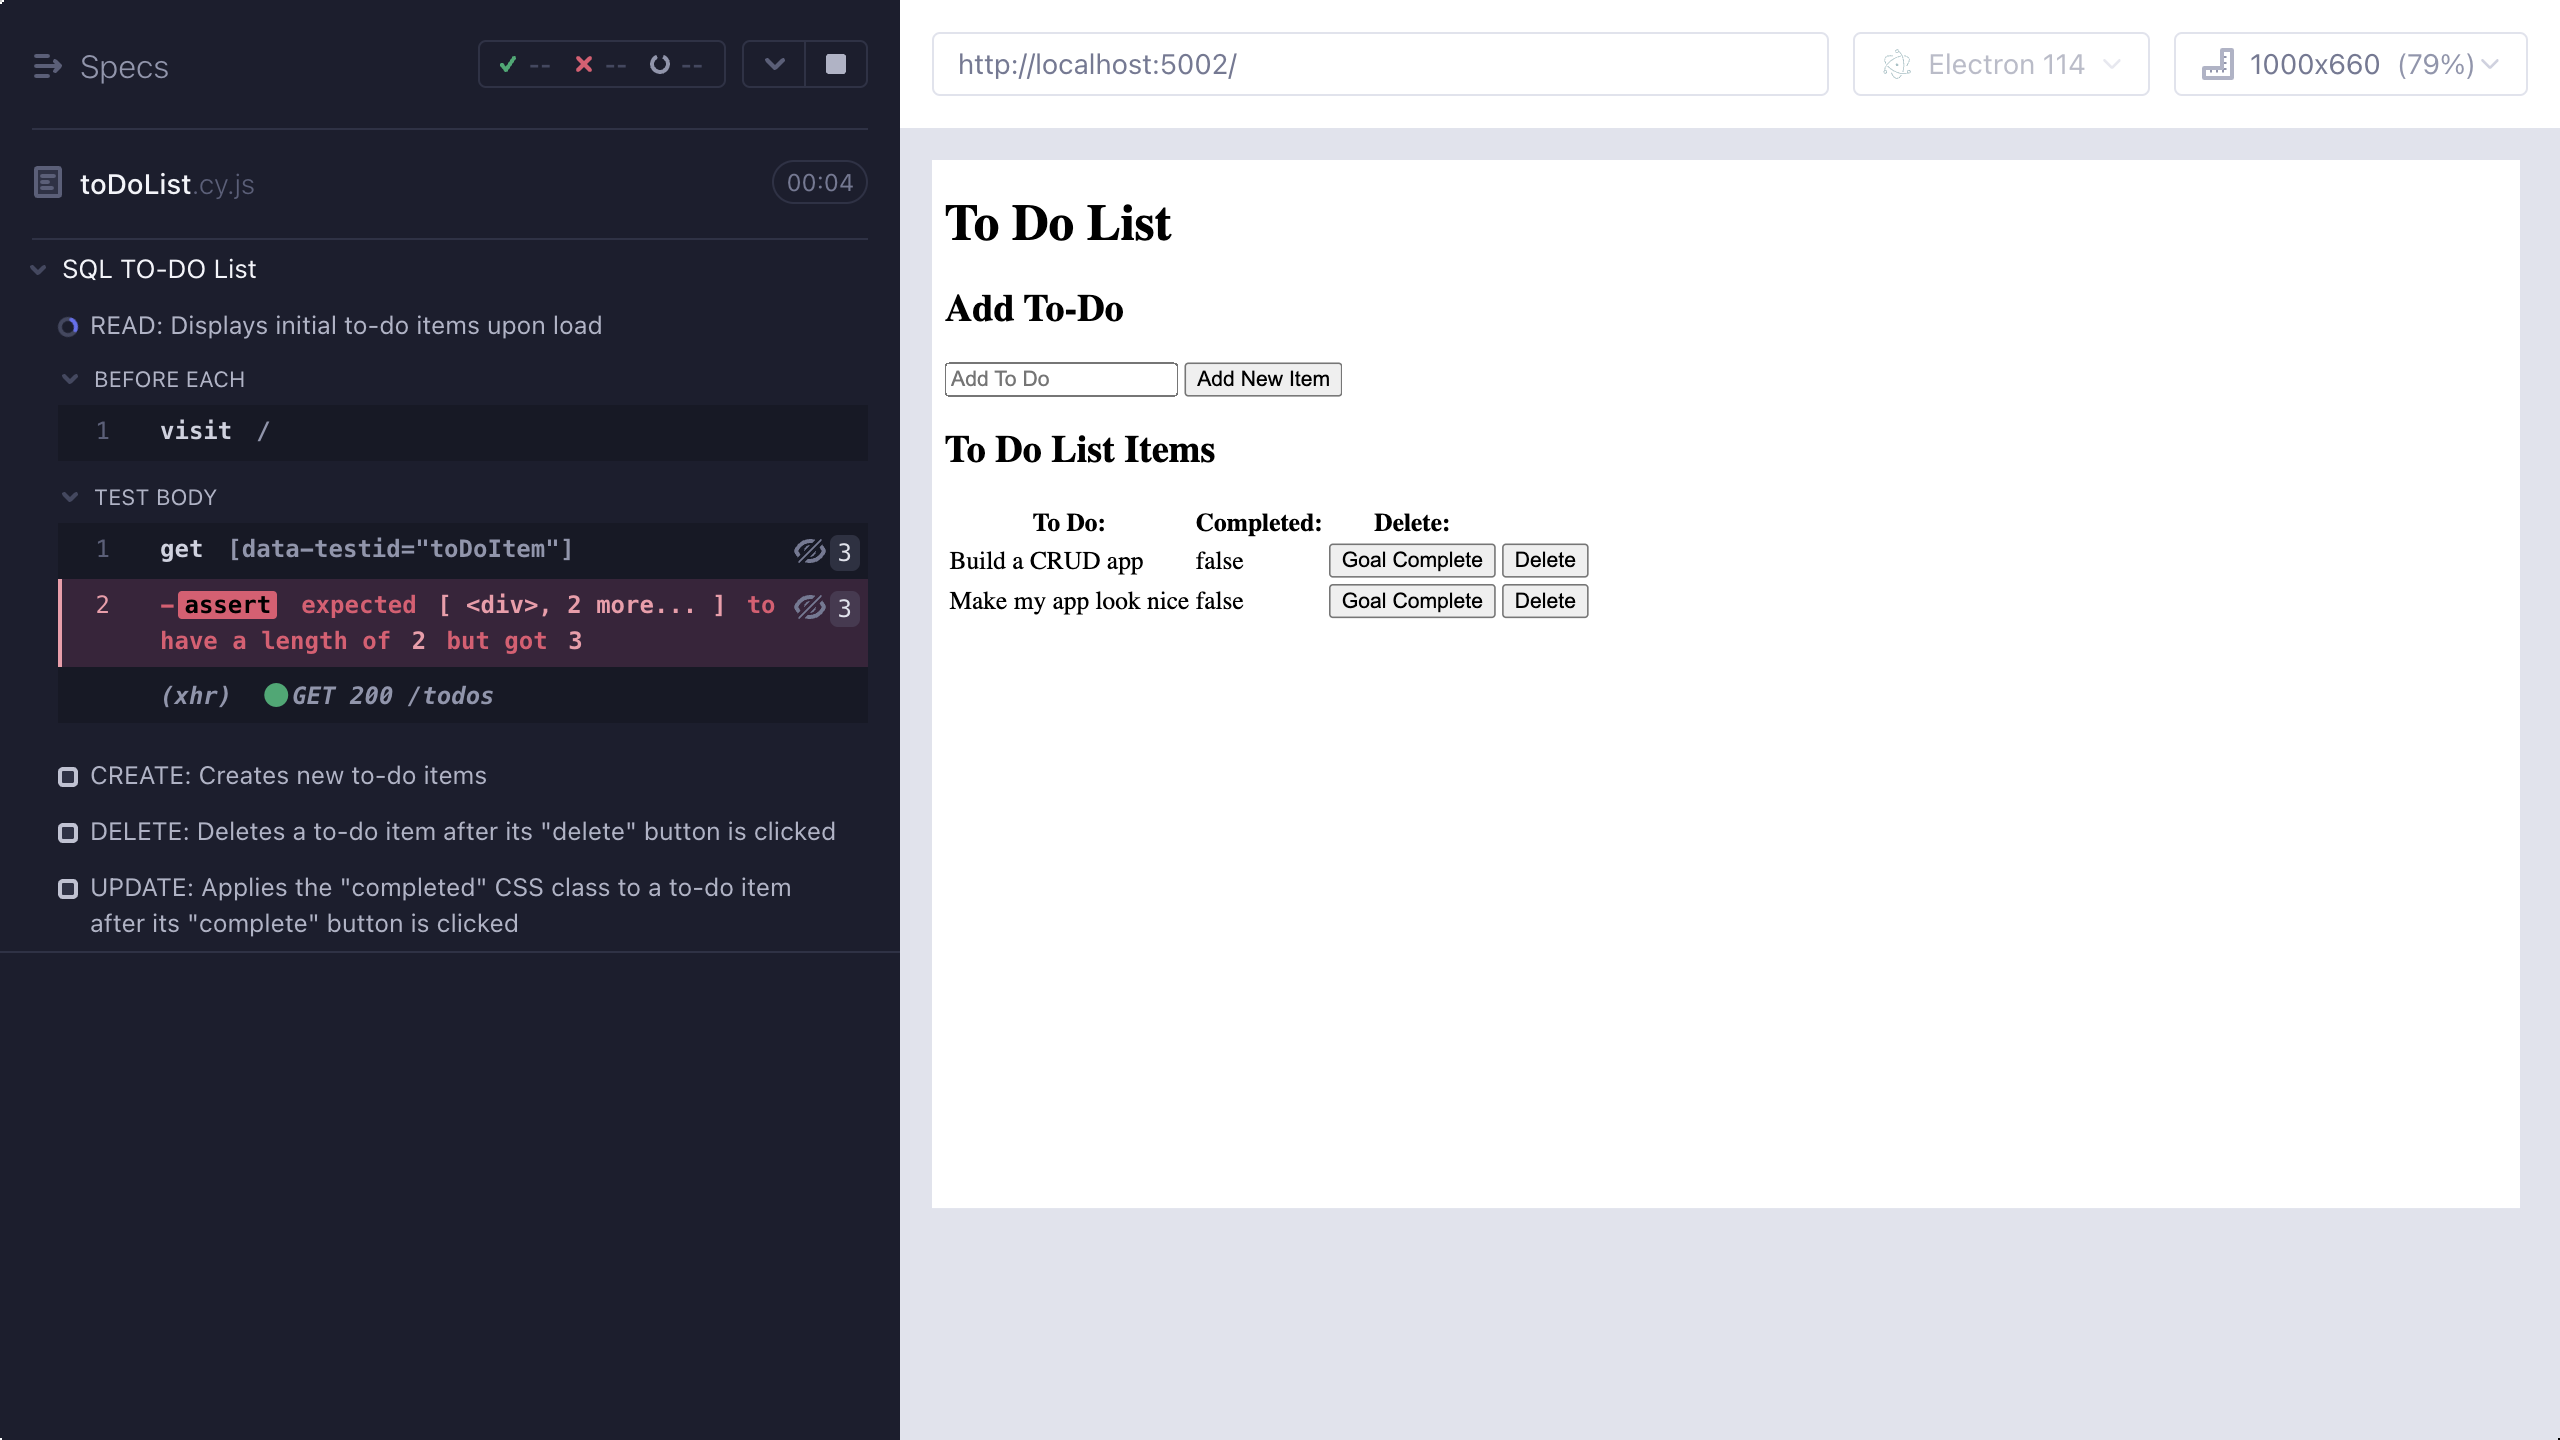 Specs
-- -- --
toDoList.cy.js
00:04
SQL TO-DO List
READ: Displays initial to-do items upon load
BEFORE EACH
1 visit /
TEST BODY
1 get [data-testid="toDoItem"] 3
2 -assert expected [ <div>, 2 more... ] to 3
have a length of 2 but got 3
(xhr) GET 200 /todos
CREATE: Creates new to-do items
DELETE: Deletes a to-do item after its "delete" button is clicked
UPDATE: Applies the "completed" CSS class to a to-do item
after its "complete" button is clicked
http://localhost:5002/
Electron 114
1000x660 (79%)
To Do List
Add To-Do
Add To Do Add New Item
To Do List Items
To Do: Completed: Delete:
Build a CRUD app false Goal Complete Delete
Make my app look nice false Goal Complete Delete